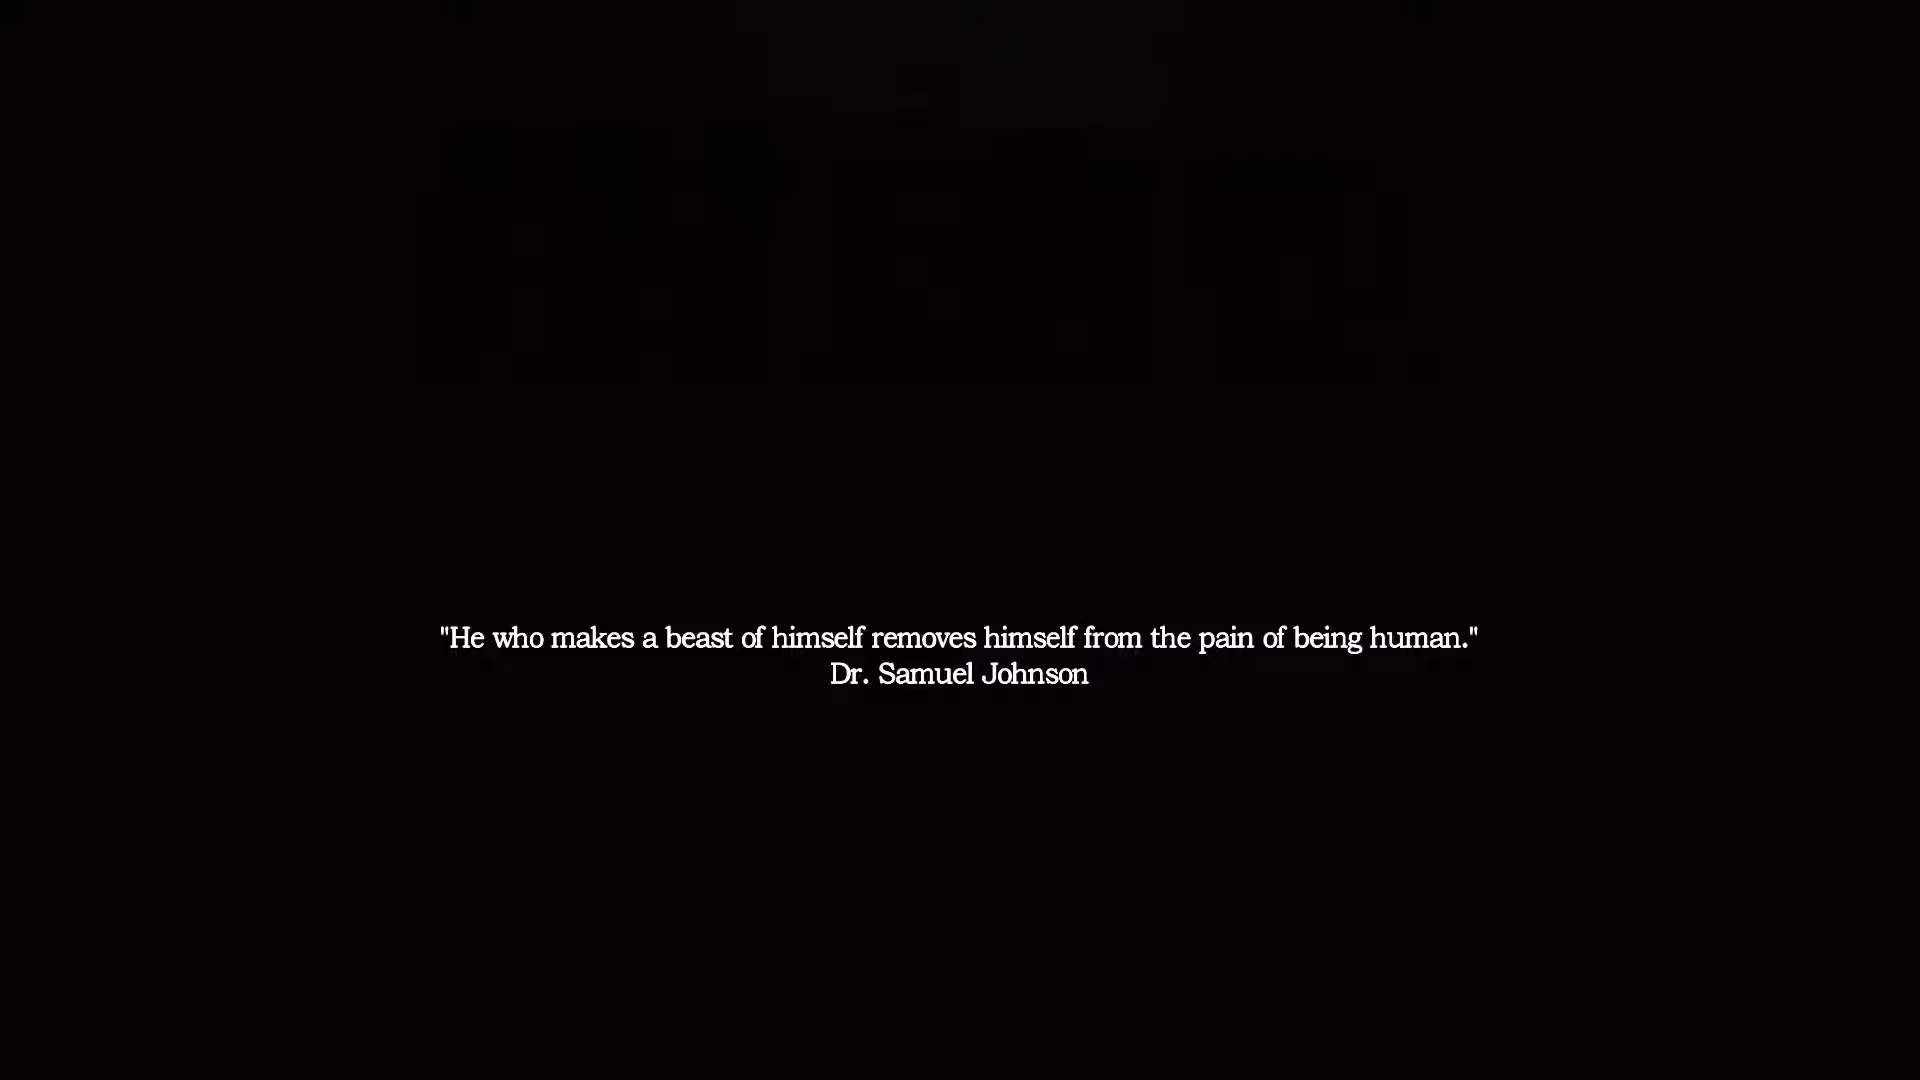 "He who makes a beast of himself removes himself from the pain of being human."
Dr. Samuel Johnson